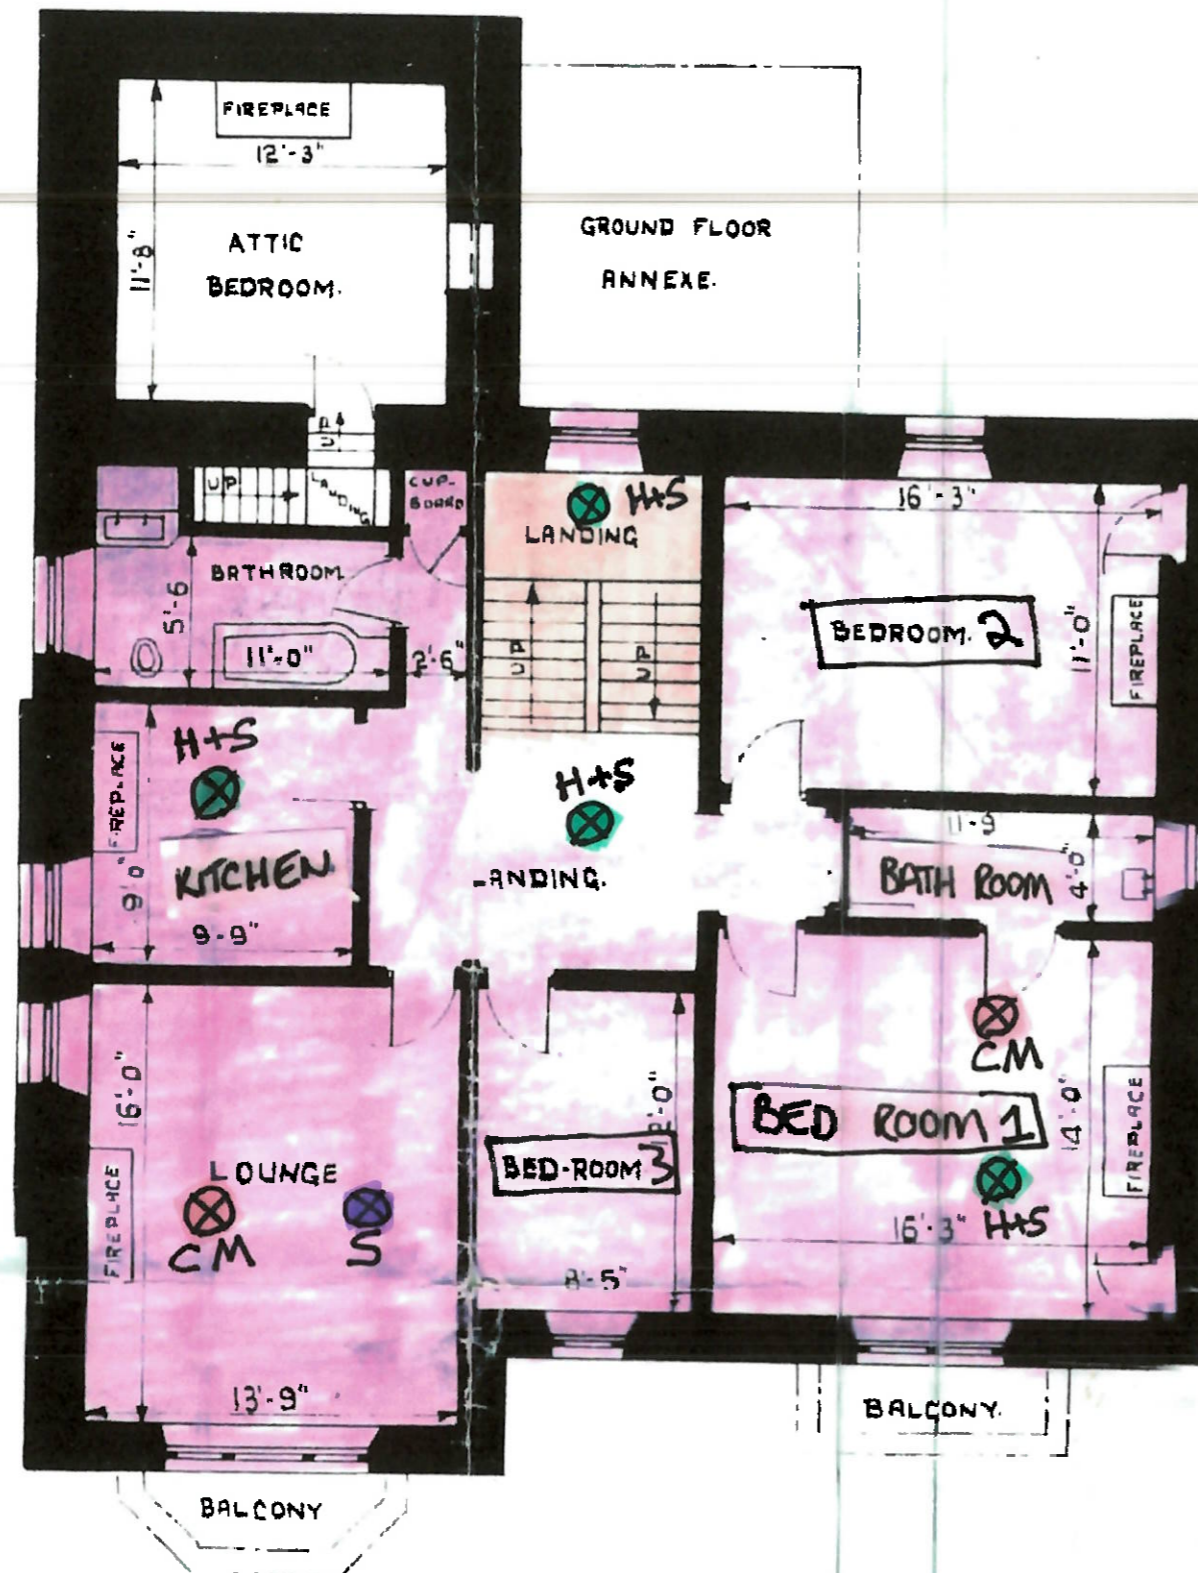 FIREPLACE
12'-3"
11'-8"
ATTIC
BEDROOM.
GROUND FLOOR
ANNEXE.
UP
UP
LANDING
CUP-
BOARD
H+S
LANDING
16'-3"
BATHROOM
5'-6
11'-0"
2'-6"
UP
UP
BEDROOM. 2
11'-0"
FIREPLACE
H+S
FIREPLACE
KITCHEN
9'-0"
9-9"
H+S
-ANDING.
11-9
BATH ROOM
4'-0"
16'-0"
LOUNGE
FIREPLACE
CM
S
13'-9"
BED-ROOM 3
2'-0"
8'-5"
CM
BED ROOM 1
14'-0"
FIREPLACE
H+S
16'-3"
BALCONY.
BALCONY